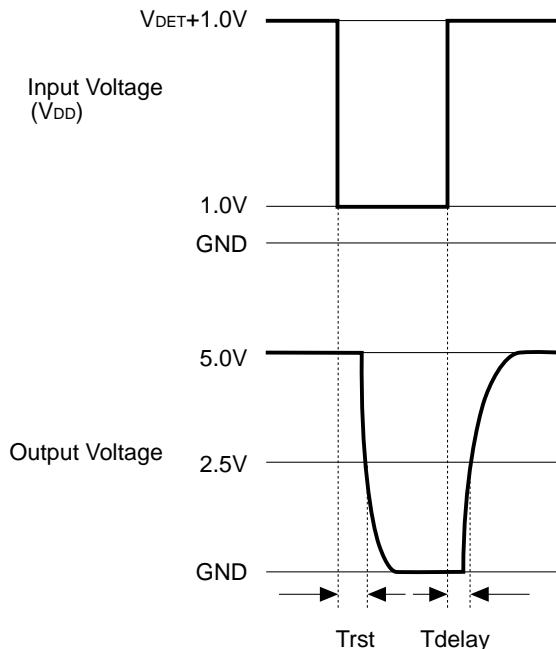 VDET+1.0V
Input Voltage
(VDD)
1.0V
GND
5.0V
Output Voltage
2.5V
GND
Trst
Tdelay